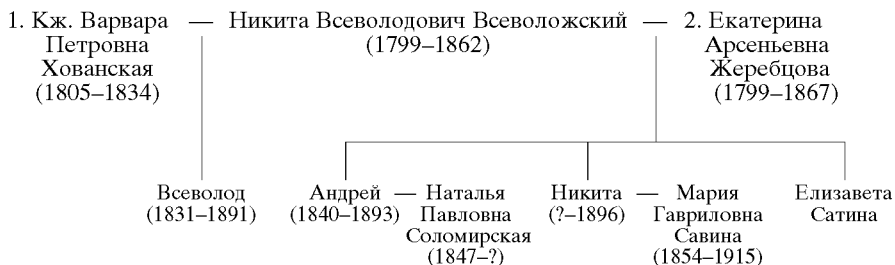 1. Кж. Варвара — Никита Всеволодович Всеволожский — 2. Екатерина
Петровна (1799–1862) Арсеньевна
Хованская Жеребцова
(1805–1834) (1799–1867)
Всеволод Андрей — Наталья Никита — Мария Елизавета
(1831–1891) (1840–1893) Павловна (?–1896) Гавриловна Сатина
Соломирская Савина
(1847–?) (1854–1915)